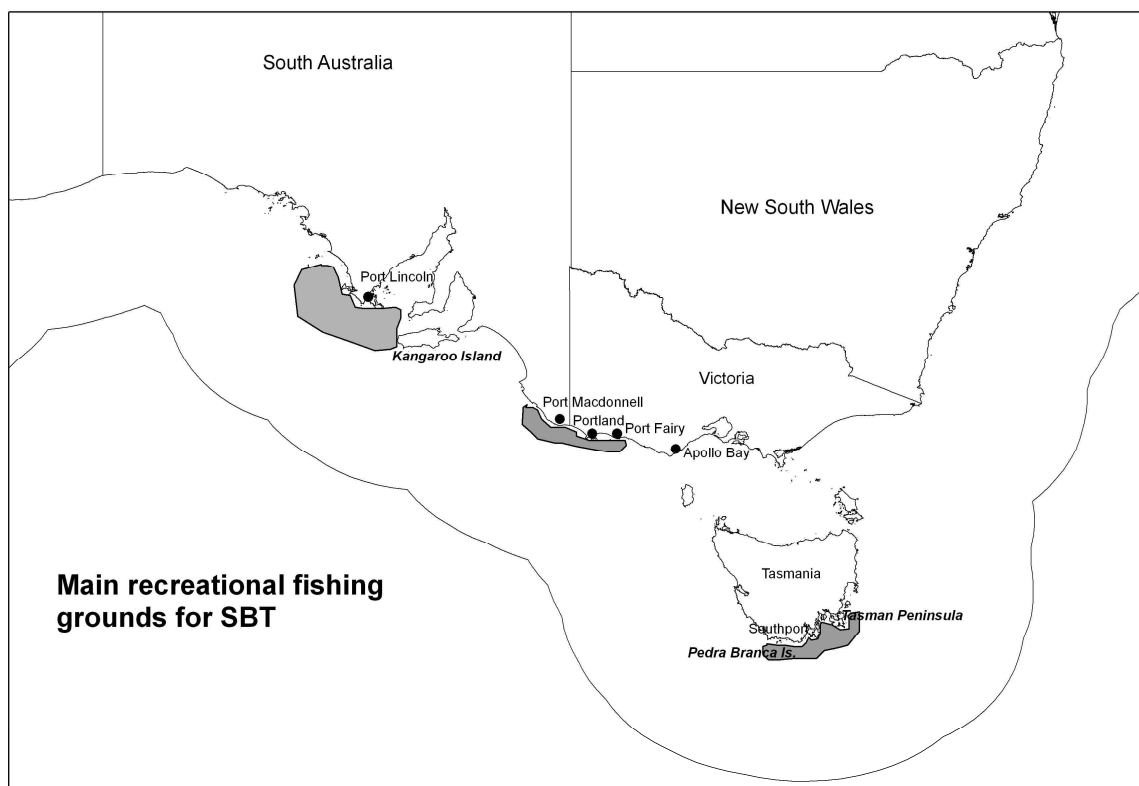 South Australia
New South Wales
Port Lincoln
Kangaroo Island
Victoria
Port Macdonnell
Portland
Port Fairy
Apollo Bay
Main recreational fishing
grounds for SBT
Tasmania
Tasman Peninsula
Southport
Pedra Branca Is.